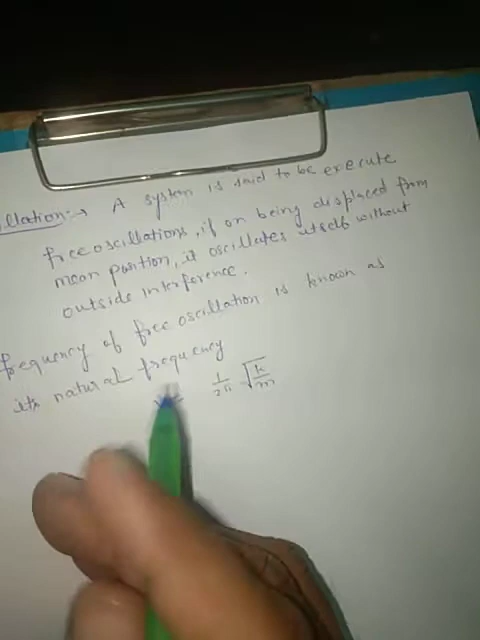 illation:→ A system is said to be execute
free oscillations, if on being displaced from
mean position, it oscillates itself without
outside interference.
frequency of free oscillation is known as
its natural frequency
1/2π √k/m